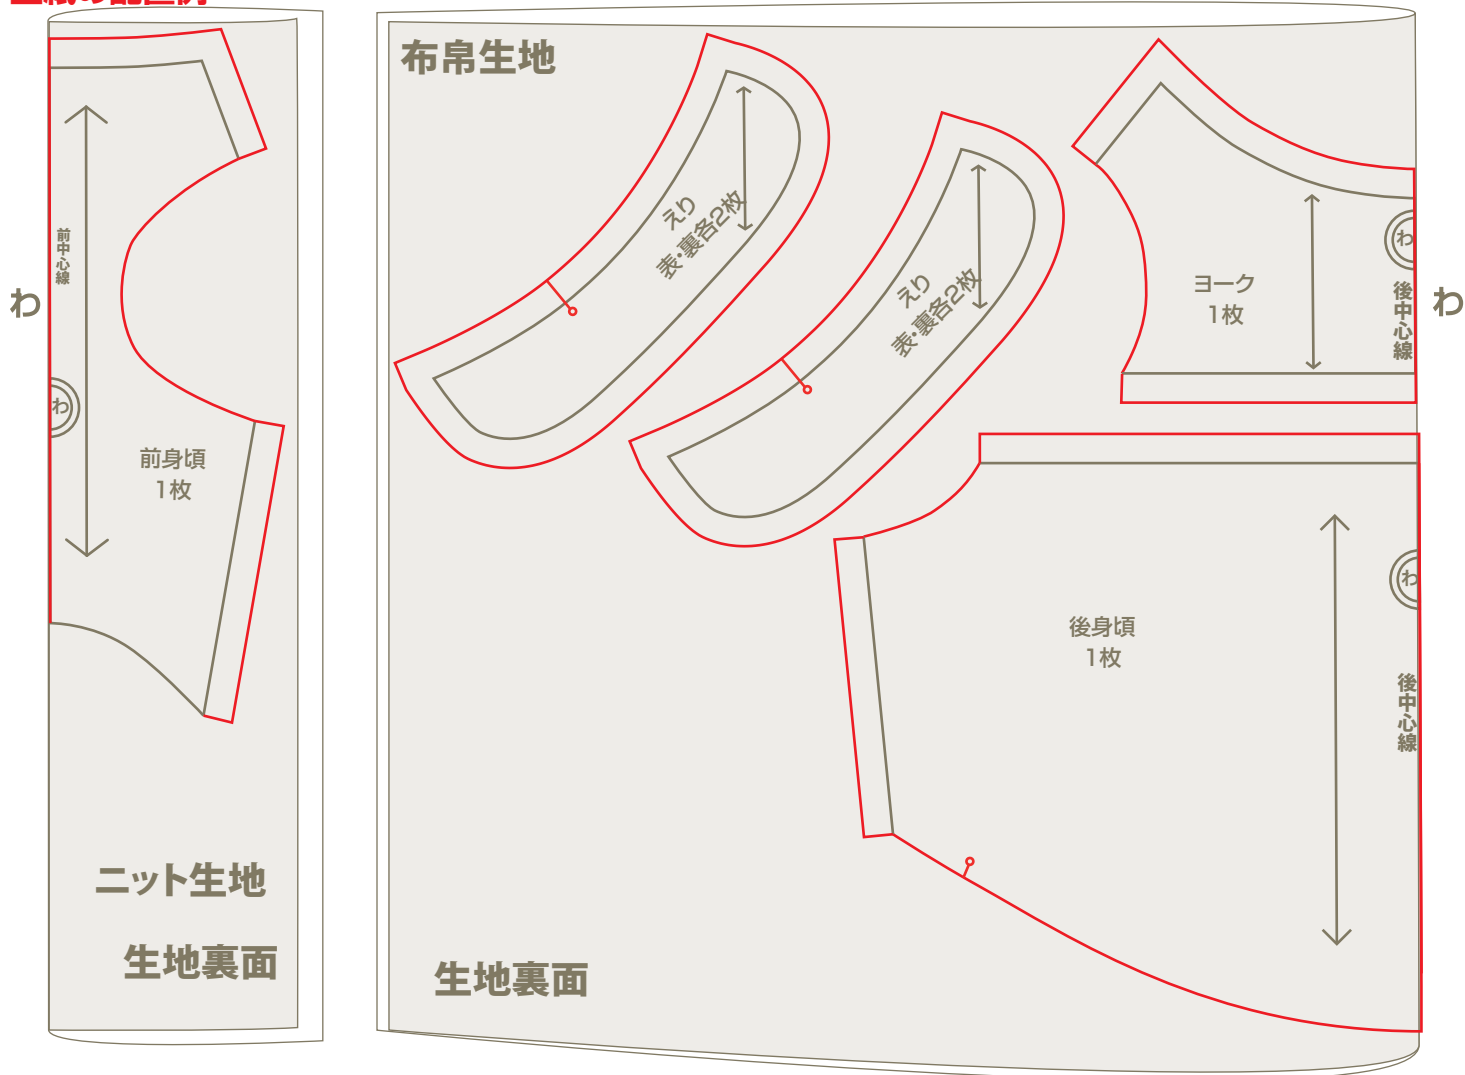 布帛生地
えり
表・裏各2枚
えり
表・裏各2枚
ヨーク
1枚
わ
後中心線
わ
前中心線
わ
わ
前身頃
1枚
後身頃
1枚
わ
後中心線
ニット生地
生地裏面
生地裏面